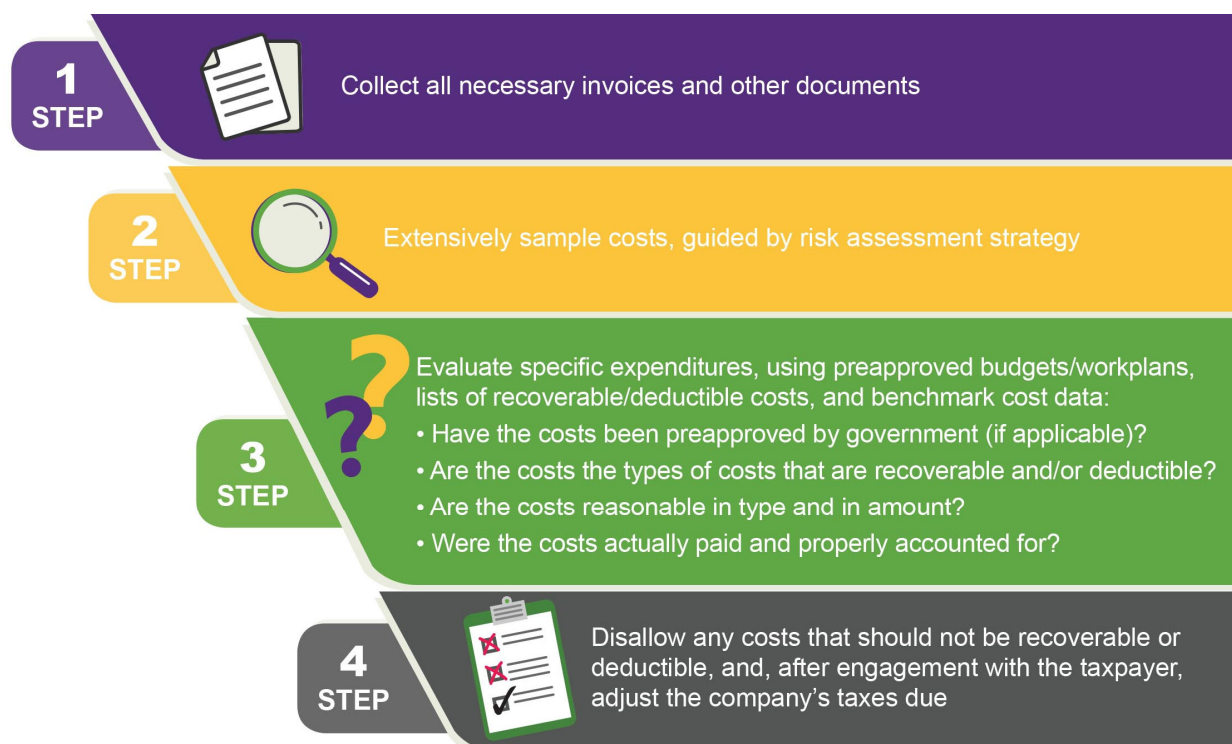 1
STEP
Collect all necessary invoices and other documents
2
STEP
Extensively sample costs, guided by risk assessment strategy
3
STEP
Evaluate specific expenditures, using preapproved budgets/workplans,
lists of recoverable/deductible costs, and benchmark cost data:
• Have the costs been preapproved by government (if applicable)?
• Are the costs the types of costs that are recoverable and/or deductible?
• Are the costs reasonable in type and in amount?
• Were the costs actually paid and properly accounted for?
4
STEP
Disallow any costs that should not be recoverable or
deductible, and, after engagement with the taxpayer,
adjust the company’s taxes due